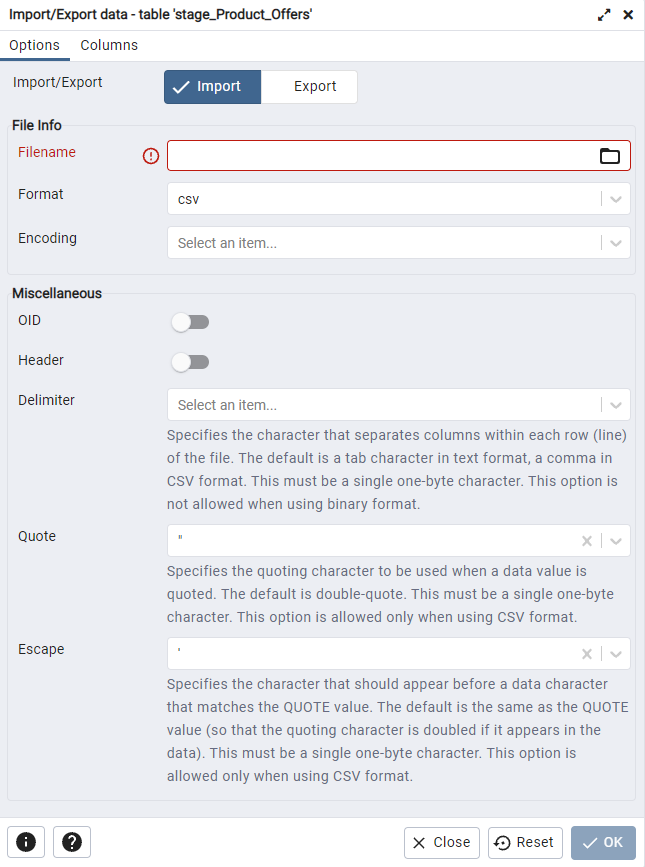 Import/Export data - table 'stage_Product_Offers'
Options Columns
Import/Export Import Export
File Info
Filename
Format csv
Encoding Select an item...
Miscellaneous
OID
Header
Delimiter Select an item...
Specifies the character that separates columns within each row (line)
of the file. The default is a tab character in text format, a comma in
CSV format. This must be a single one-byte character. This option is
not allowed when using binary format.
Quote "
Specifies the quoting character to be used when a data value is
quoted. The default is double-quote. This must be a single one-byte
character. This option is allowed only when using CSV format.
Escape '
Specifies the character that should appear before a data character
that matches the QUOTE value. The default is the same as the QUOTE
value (so that the quoting character is doubled if it appears in the
data). This must be a single one-byte character. This option is
allowed only when using CSV format.
Close Reset OK